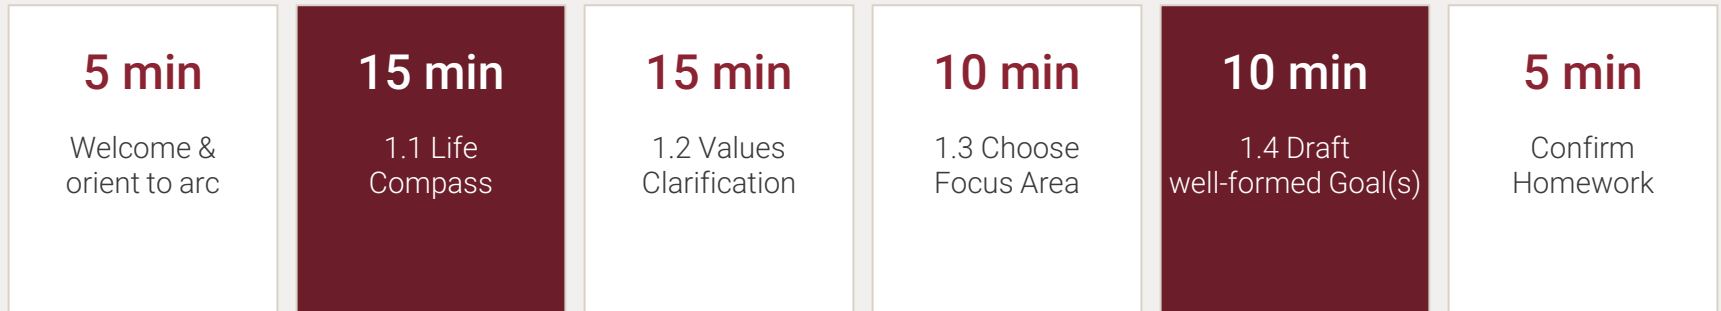 5 min
Welcome &
orient to arc
15 min
1.1 Life
Compass
15 min
1.2 Values
Clarification
10 min
1.3 Choose
Focus Area
10 min
1.4 Draft
well-formed Goal(s)
5 min
Confirm
Homework